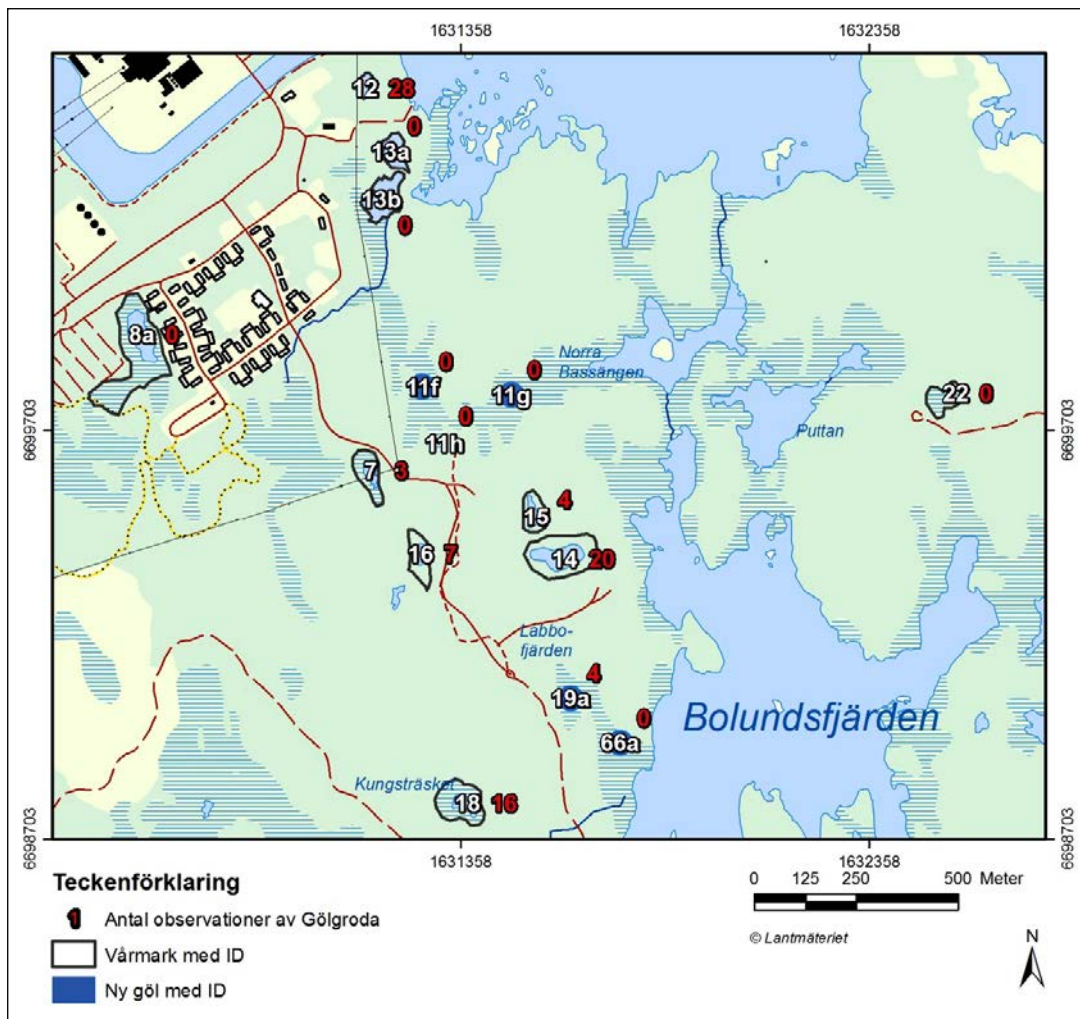 1631358 1632358
12 28
0
13a
13b
0
8a 0
0 Norra
Bassängen
0
11f 11g
22 0
0
11h
6699703 6699703
Puttan
7 3
4
15
16 7 14 20
Labbo-
fjärden
4
19a
0
Bolundsfjärden
66a
Kungsträsket
18 16
6698703 6698703
1631358 1632358
Teckenförklaring
1 Antal observationer av Gölgroda
Vårmark med ID
Ny göl med ID
0 125 250 500 Meter
© Lantmäteriet
N